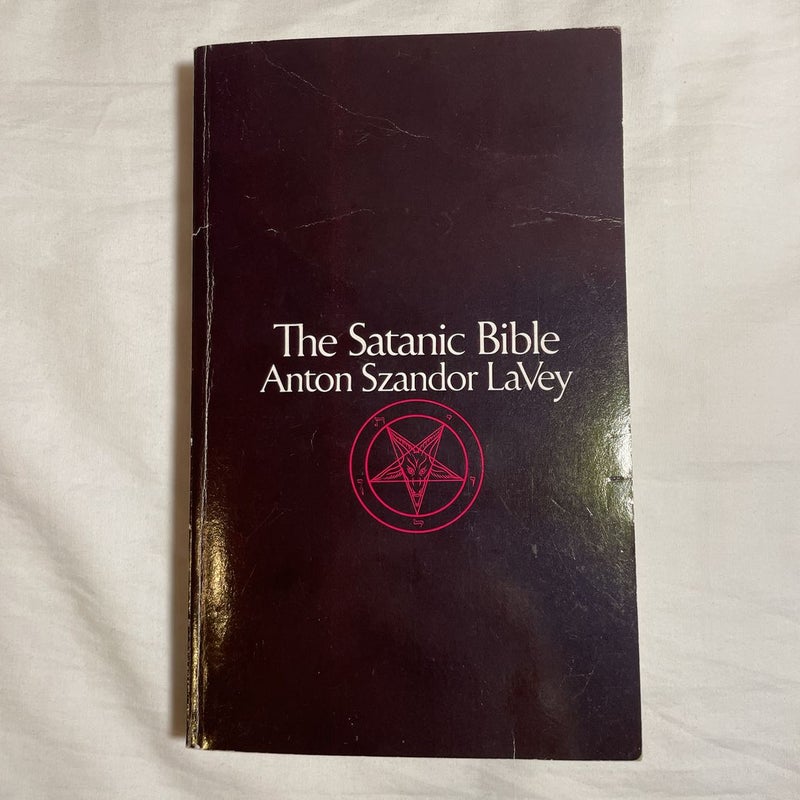 The Satanic Bible
Anton Szandor LaVey